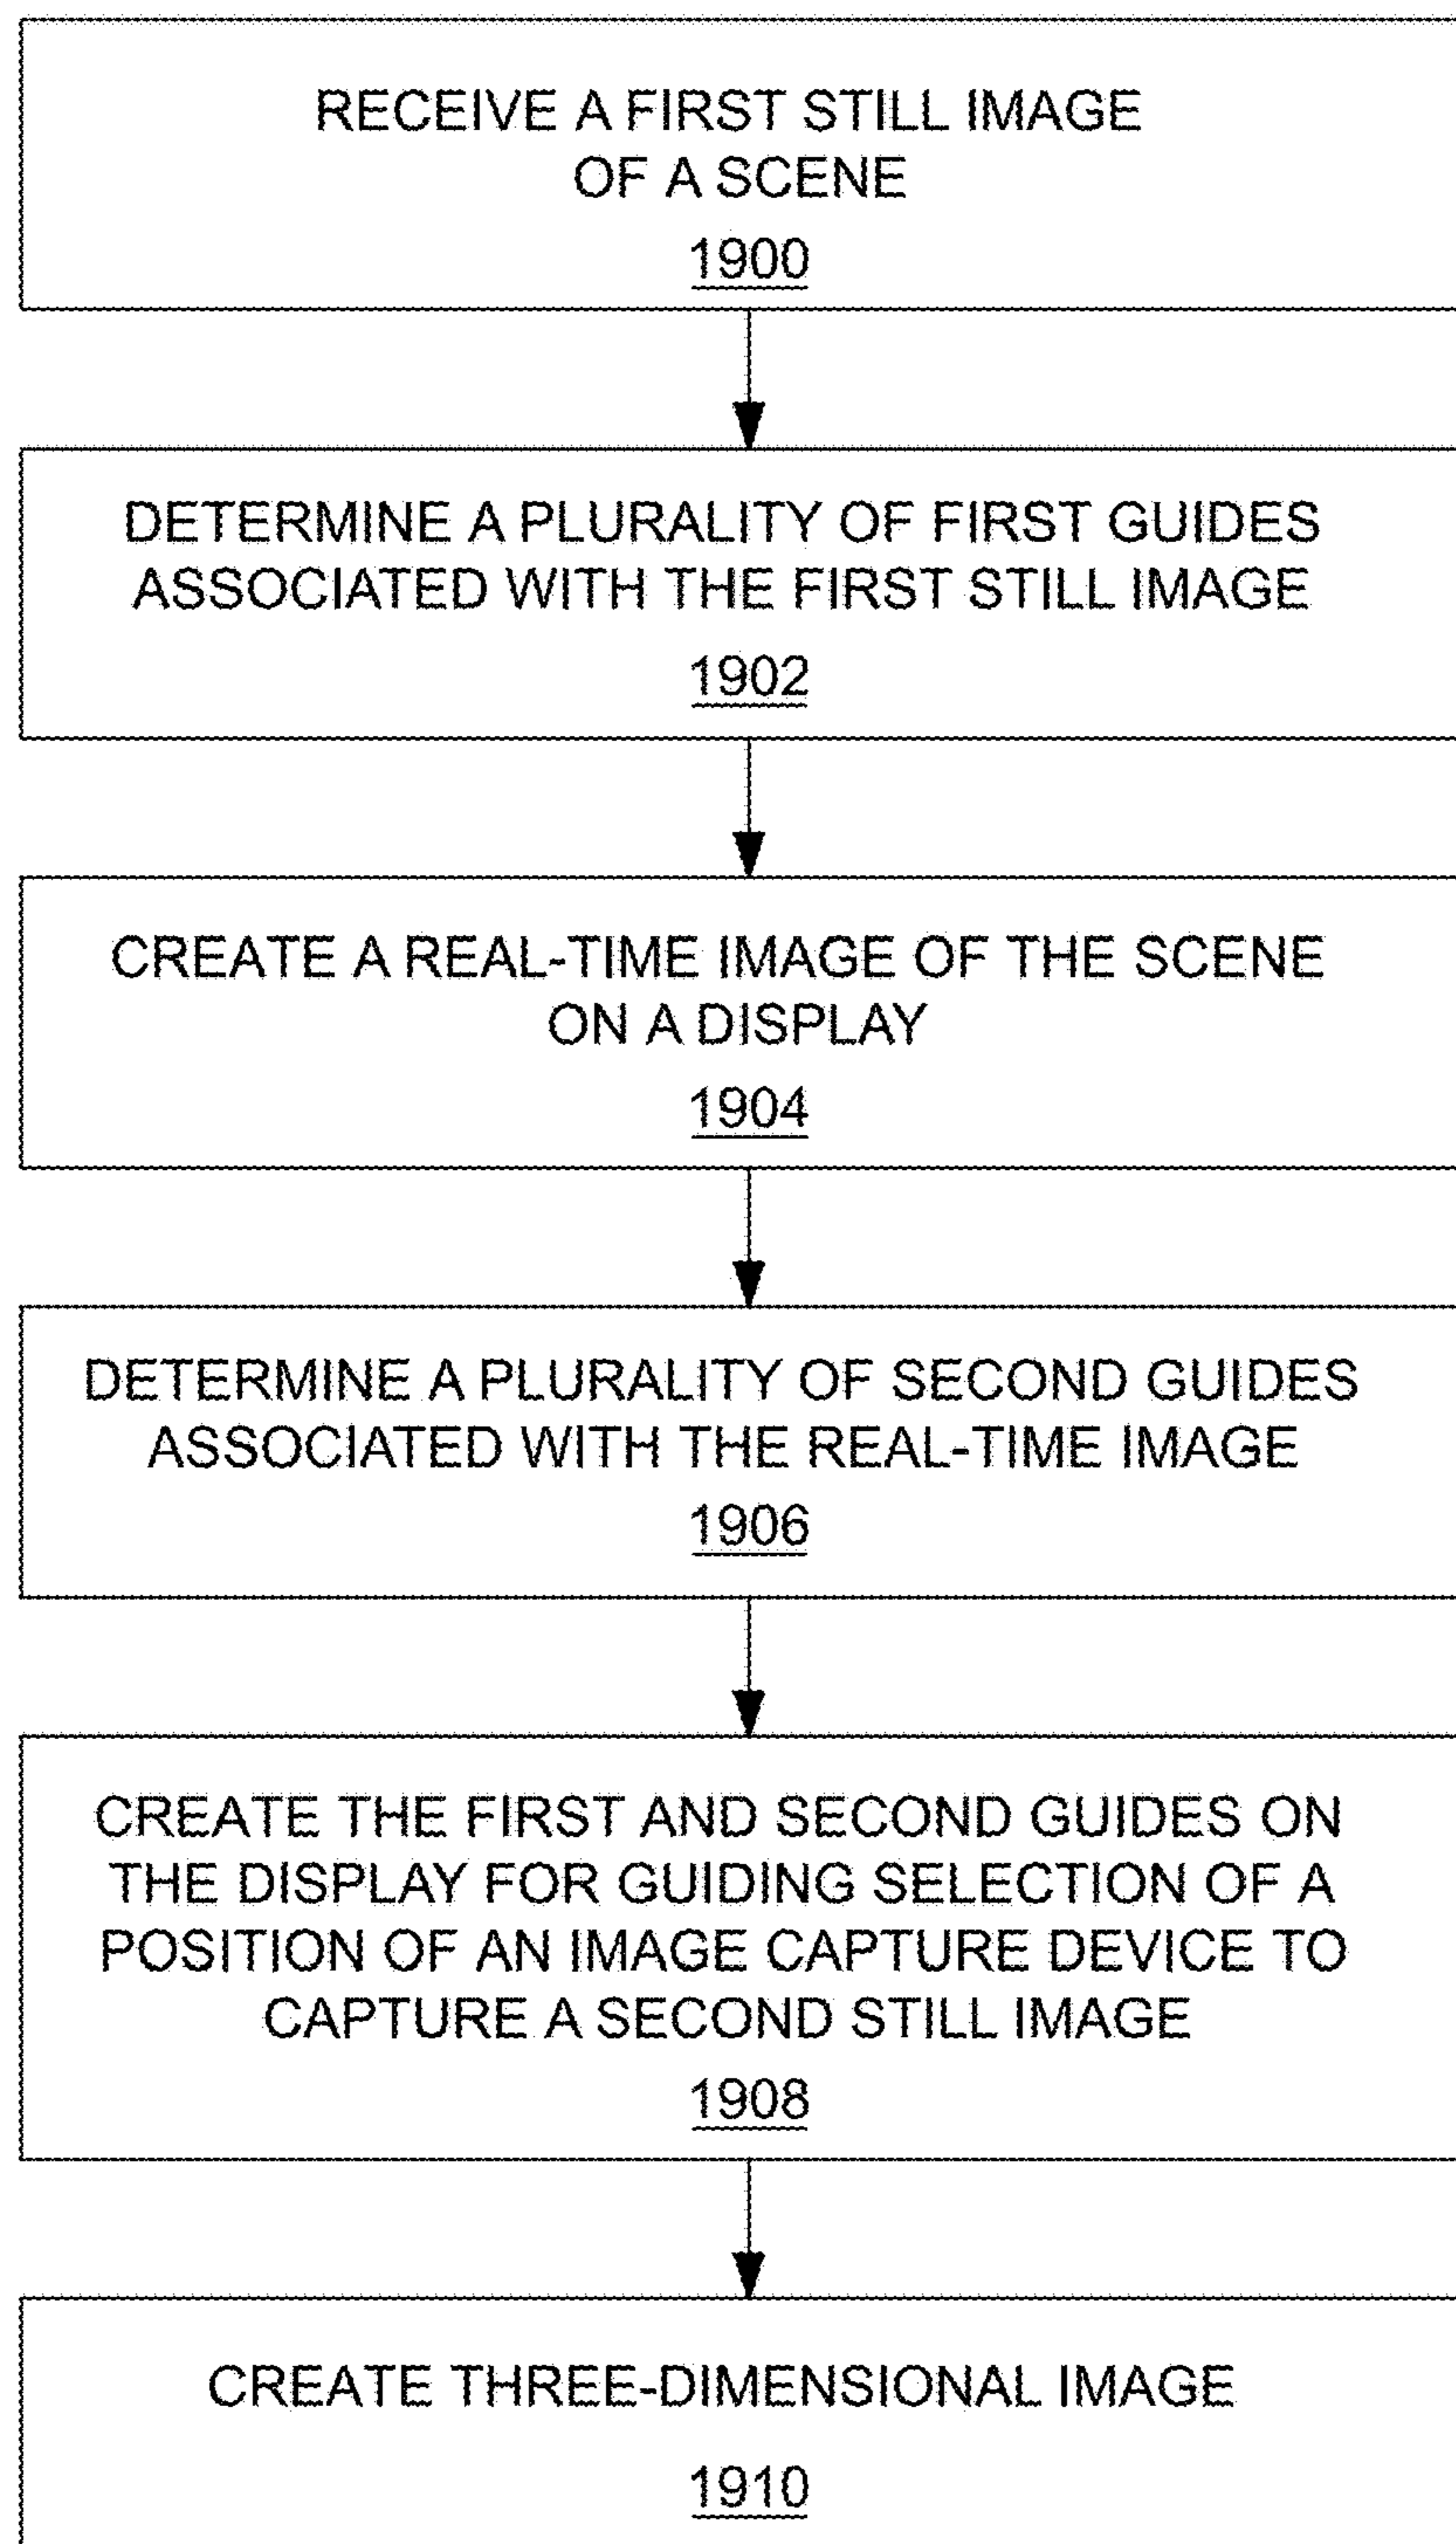 RECEIVE A FIRST STILL IMAGE
OF A SCENE
1900
DETERMINE A PLURALITY OF FIRST GUIDES
ASSOCIATED WITH THE FIRST STILL IMAGE
1902
CREATE A REAL-TIME IMAGE OF THE SCENE
ON A DISPLAY
1904
DETERMINE A PLURALITY OF SECOND GUIDES
ASSOCIATED WITH THE REAL-TIME IMAGE
1906
CREATE THE FIRST AND SECOND GUIDES ON
THE DISPLAY FOR GUIDING SELECTION OF A
POSITION OF AN IMAGE CAPTURE DEVICE TO
CAPTURE A SECOND STILL IMAGE
1908
CREATE THREE-DIMENSIONAL IMAGE
1910